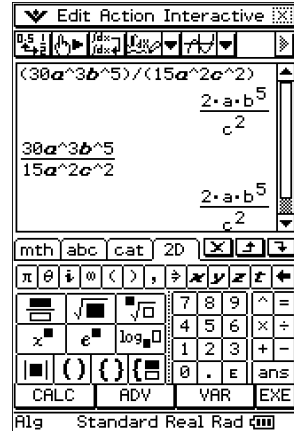 Edit Action Interactive
(30a^3b^5)/(15a^2c^2)
2·a·b^5
c^2
30a^3b^5
15a^2c^2
2·a·b^5
c^2
mth abc cat 2D
π θ i ∞ ( ) , ⇒ x y z t
7 8 9 ^ =
4 5 6 × ÷
x e log
1 2 3 + -
|■| () {} {
0 . E ans
CALC ADV VAR EXE
Alg Standard Real Rad